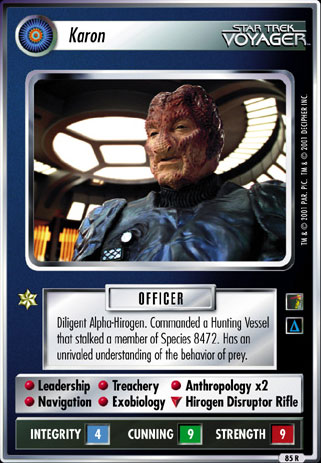 Karon
STAR TREK
VOYAGER
™ & © 2001 PAR. PIC. TM & © 2001 DECIPHER INC.
OFFICER
Diligent Alpha-Hirogen. Commanded a Hunting Vessel
that stalked a member of Species 8472. Has an
unrivaled understanding of the behavior of prey.
Leadership Treachery Anthropology x2
Navigation Exobiology Hirogen Disruptor Rifle
INTEGRITY 4 CUNNING 9 STRENGTH 9
85 R